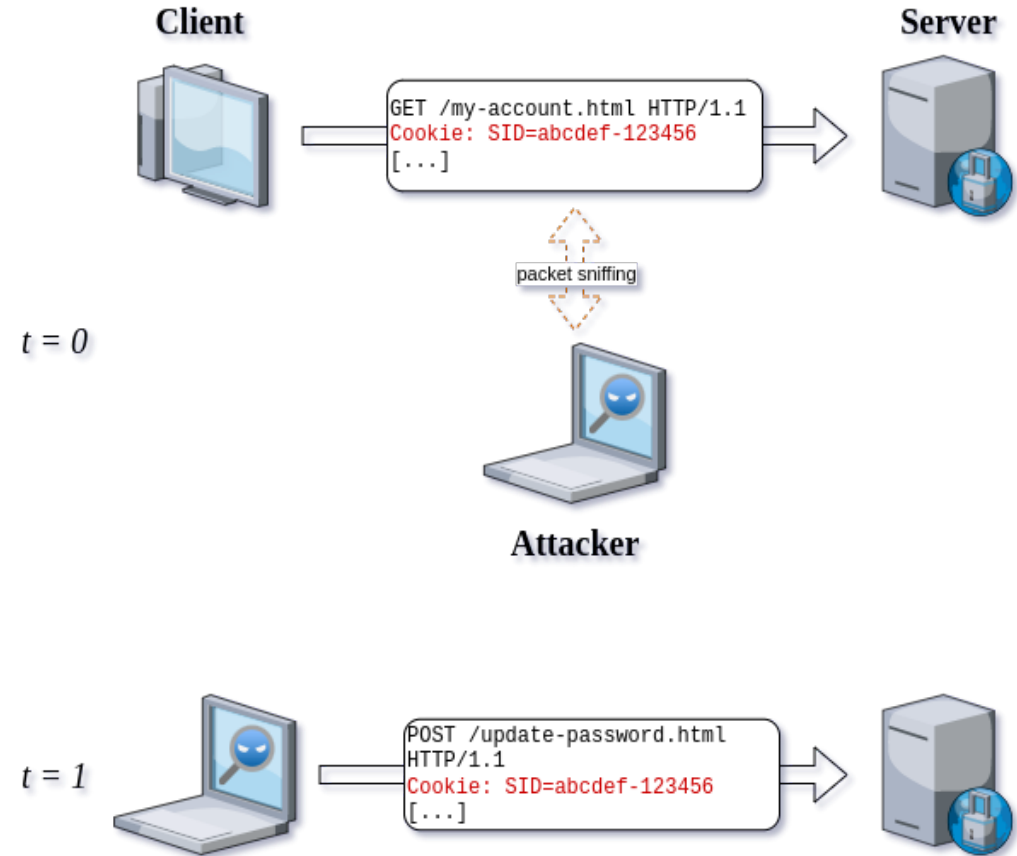 Client
Server
GET /my-account.html HTTP/1.1
Cookie: SID=abcdef-123456
[...]
packet sniffing
t = 0
Attacker
t = 1
POST /update-password.html
HTTP/1.1
Cookie: SID=abcdef-123456
[...]